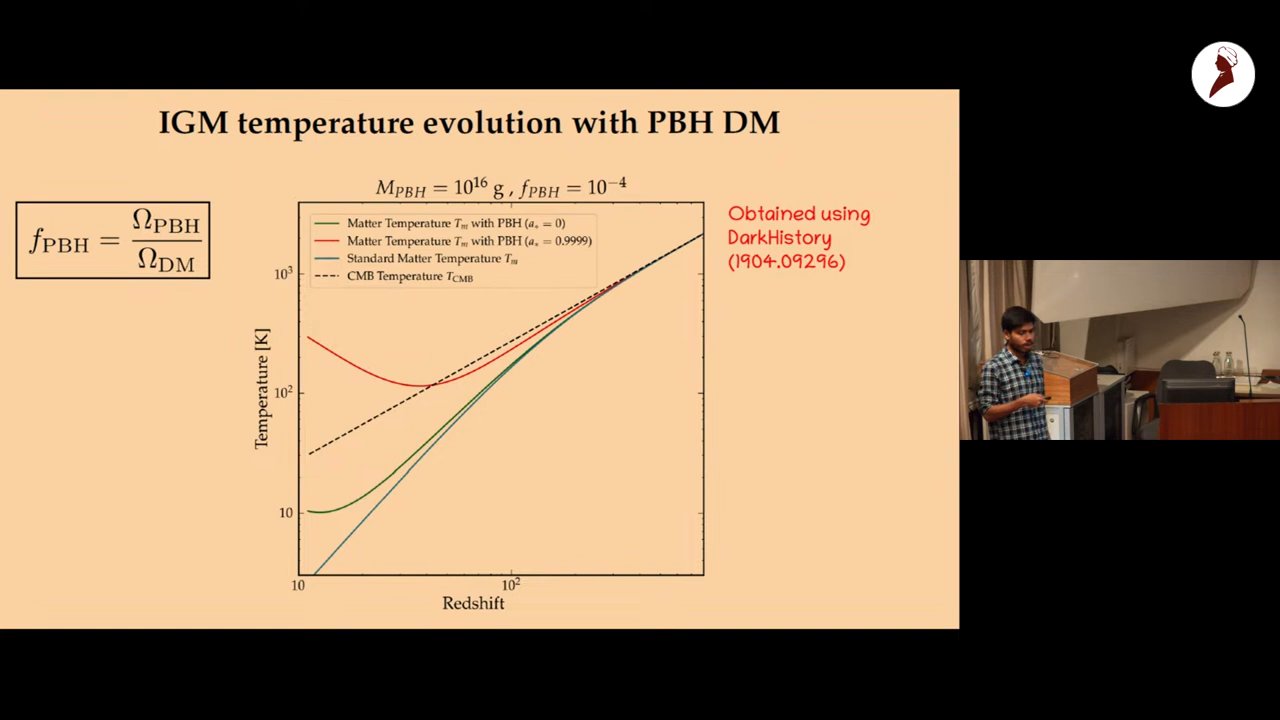 IGM temperature evolution with PBH DM
f_PBH = Ω_PBH / Ω_DM
M_PBH = 10^16 g , f_PBH = 10^-4
Matter Temperature T_m with PBH (a_* = 0)
Matter Temperature T_m with PBH (a_* = 0.9999)
Standard Matter Temperature T_m
CMB Temperature T_CMB
Temperature [K]
10^3
10^2
10
10
10^2
Redshift
Obtained using
DarkHistory
(1904.09296)